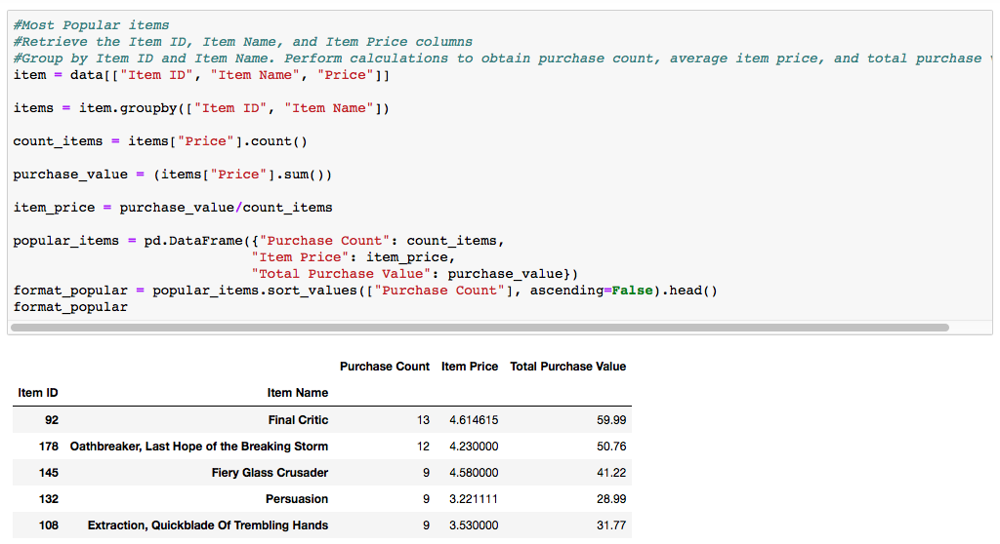 #Most Popular items
#Retrieve the Item ID, Item Name, and Item Price columns
#Group by Item ID and Item Name. Perform calculations to obtain purchase count, average item price, and total purchase
item = data[["Item ID", "Item Name", "Price"]]
items = item.groupby(["Item ID", "Item Name"])
count_items = items["Price"].count()
purchase_value = (items["Price"].sum())
item_price = purchase_value/count_items
popular_items = pd.DataFrame({"Purchase Count": count_items,
"Item Price": item_price,
"Total Purchase Value": purchase_value})
format_popular = popular_items.sort_values(["Purchase Count"], ascending=False).head()
format_popular
Purchase Count Item Price Total Purchase Value
Item ID Item Name
92 Final Critic 13 4.614615 59.99
178 Oathbreaker, Last Hope of the Breaking Storm 12 4.230000 50.76
145 Fiery Glass Crusader 9 4.580000 41.22
132 Persuasion 9 3.221111 28.99
108 Extraction, Quickblade Of Trembling Hands 9 3.530000 31.77